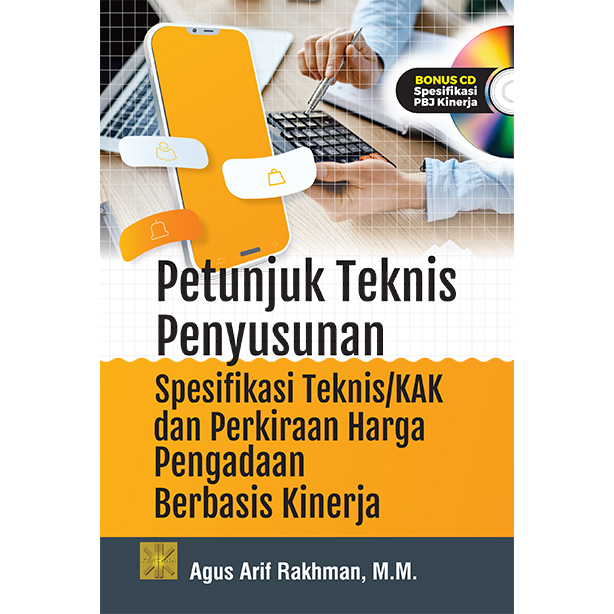 BONUS CD
Spesifikasi
PBJ Kinerja
Petunjuk Teknis
Penyusunan
Spesifikasi Teknis/KAK
dan Perkiraan Harga
Pengadaan
Berbasis Kinerja
Agus Arif Rakhman, M.M.